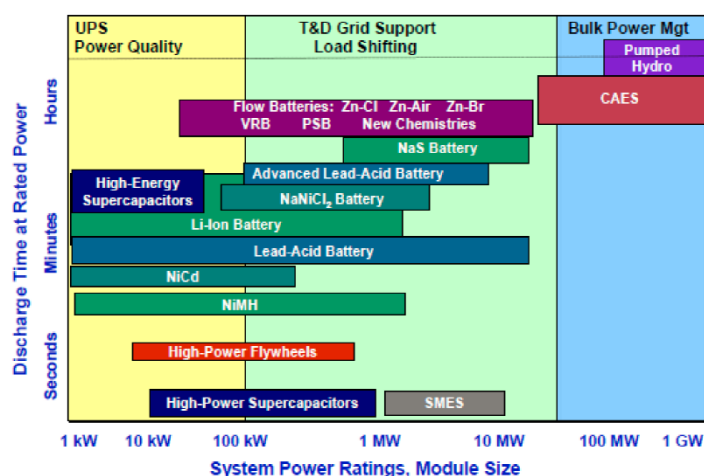 UPS
Power Quality
T&D Grid Support
Load Shifting
Bulk Power Mgt
Pumped
Hydro
CAES
Flow Batteries: Zn-Cl Zn-Air Zn-Br
VRB PSB New Chemistries
NaS Battery
Advanced Lead-Acid Battery
High-Energy
Supercapacitors
NaNiCl₂ Battery
Li-Ion Battery
Lead-Acid Battery
NiCd
NiMH
High-Power Flywheels
High-Power Supercapacitors
SMES
Discharge Time at Rated Power
Hours
Minutes
Seconds
1 kW 10 kW 100 kW 1 MW 10 MW 100 MW 1 GW
System Power Ratings, Module Size